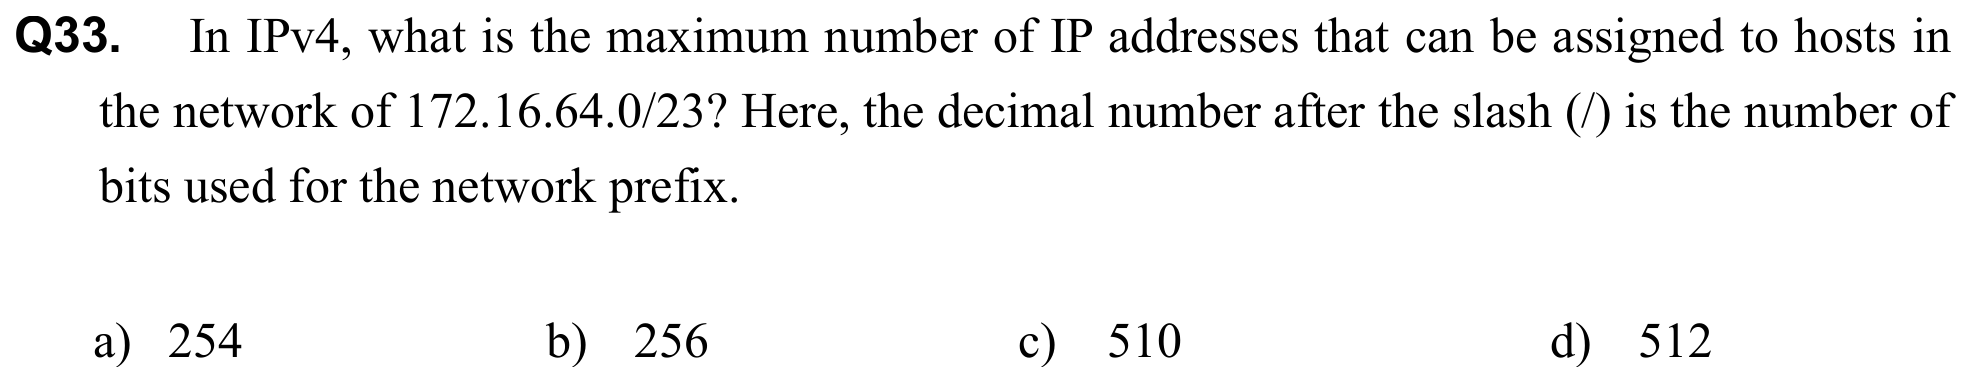 Q33. In IPv4, what is the maximum number of IP addresses that can be assigned to hosts in
the network of 172.16.64.0/23? Here, the decimal number after the slash (/) is the number of
bits used for the network prefix.
a) 254 b) 256 c) 510 d) 512